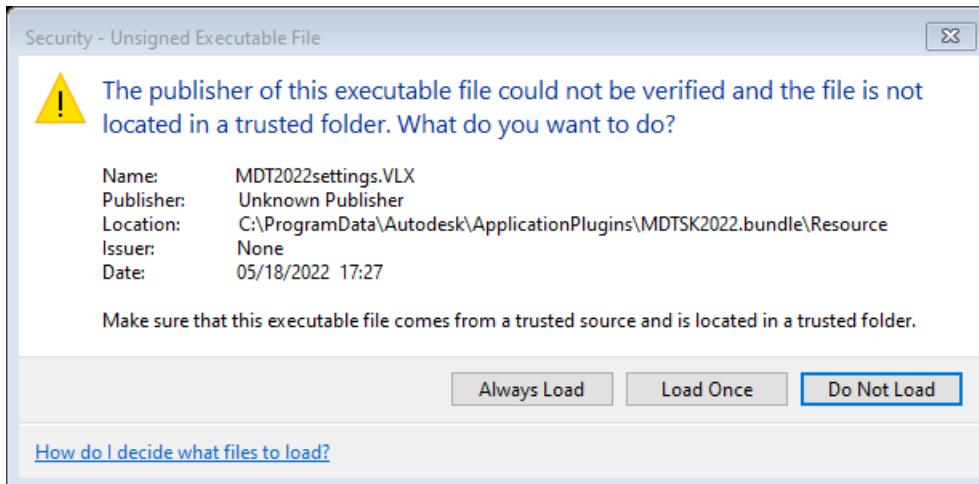 Security - Unsigned Executable File
The publisher of this executable file could not be verified and the file is not
located in a trusted folder. What do you want to do?
Name: MDT2022settings.VLX
Publisher: Unknown Publisher
Location: C:\ProgramData\Autodesk\ApplicationPlugins\MDTSK2022.bundle\Resource
Issuer: None
Date: 05/18/2022 17:27
Make sure that this executable file comes from a trusted source and is located in a trusted folder.
Always Load Load Once Do Not Load
How do I decide what files to load?